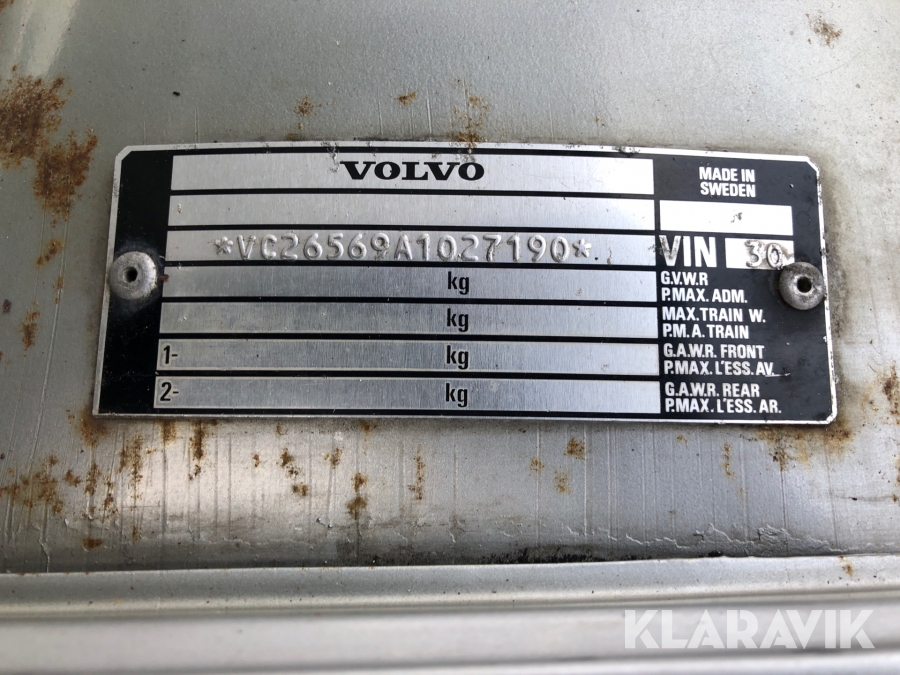 VOLVO
MADE IN
SWEDEN
*VC26569A1027190*
VIN 30
kg
G.V.W.R
P.MAX. ADM.
kg
MAX.TRAIN W.
P.M.A. TRAIN
1- kg
G.A.W.R. FRONT
P.MAX. L'ESS. AV.
2- kg
G.A.W.R. REAR
P.MAX. L'ESS. AR.
KLARAVIK